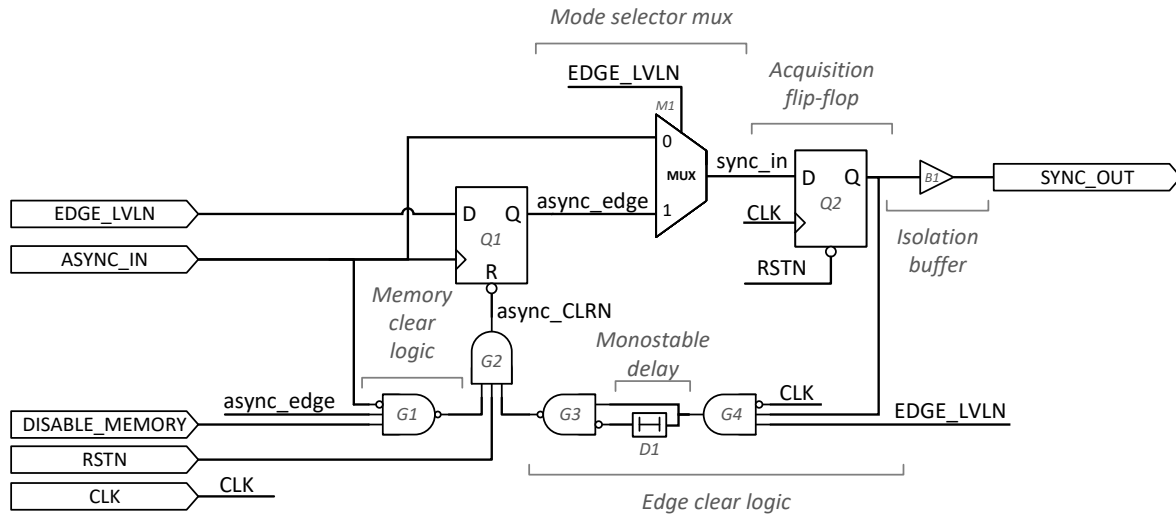 Mode selector mux
EDGE_LVLN
Acquisition
flip-flop
M1
0
MUX
1
sync_in
D
Q
Q2
CLK
RSTN
B1
SYNC_OUT
Isolation
buffer
EDGE_LVLN
ASYNC_IN
D
Q
Q1
R
async_edge
async_CLRN
Memory
clear
logic
G2
Monostable
delay
async_edge
DISABLE_MEMORY
G1
G3
D1
G4
CLK
EDGE_LVLN
RSTN
CLK
CLK
Edge clear logic